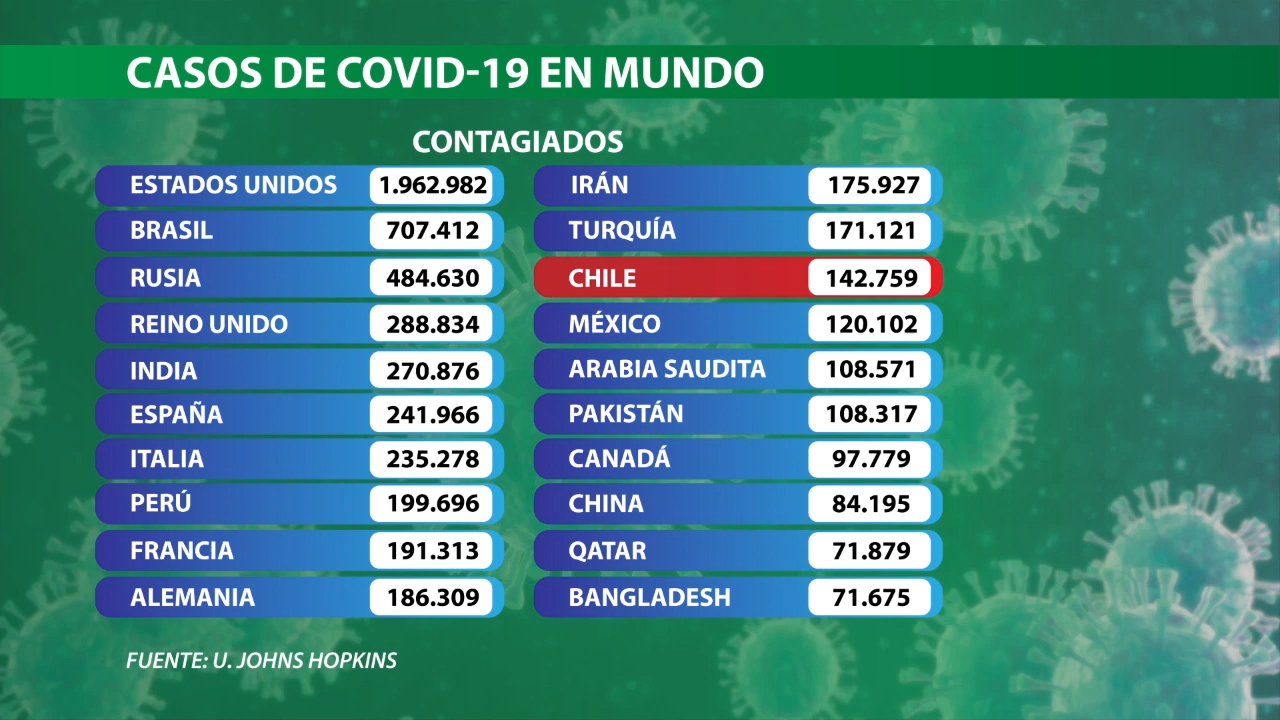 CASOS DE COVID-19 EN MUNDO
CONTAGIADOS
ESTADOS UNIDOS 1.962.982
BRASIL 707.412
RUSIA 484.630
REINO UNIDO 288.834
INDIA 270.876
ESPAÑA 241.966
ITALIA 235.278
PERÚ 199.696
FRANCIA 191.313
ALEMANIA 186.309
IRÁN 175.927
TURQUÍA 171.121
CHILE 142.759
MÉXICO 120.102
ARABIA SAUDITA 108.571
PAKISTÁN 108.317
CANADÁ 97.779
CHINA 84.195
QATAR 71.879
BANGLADESH 71.675
FUENTE: U. JOHNS HOPKINS